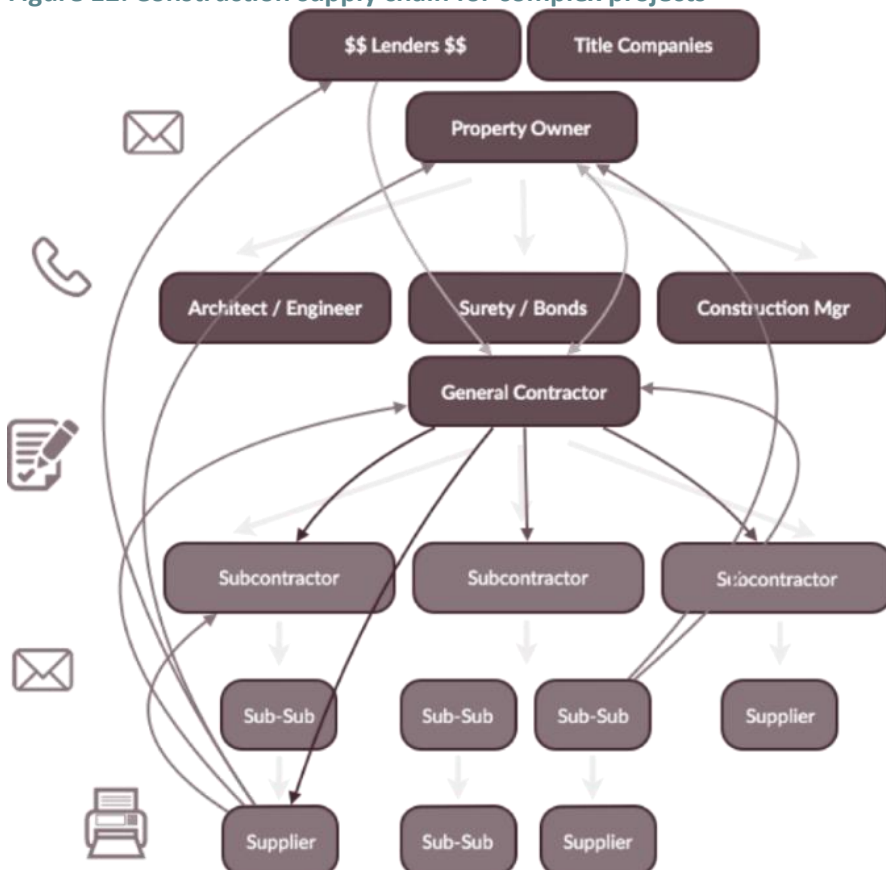 Figure 22: Construction supply chain for complex projects
$$ Lenders $$
Title Companies
Property Owner
Architect / Engineer
Surety / Bonds
Construction Mgr
General Contractor
Subcontractor
Subcontractor
Subcontractor
Sub-Sub
Sub-Sub
Sub-Sub
Supplier
Supplier
Sub-Sub
Supplier